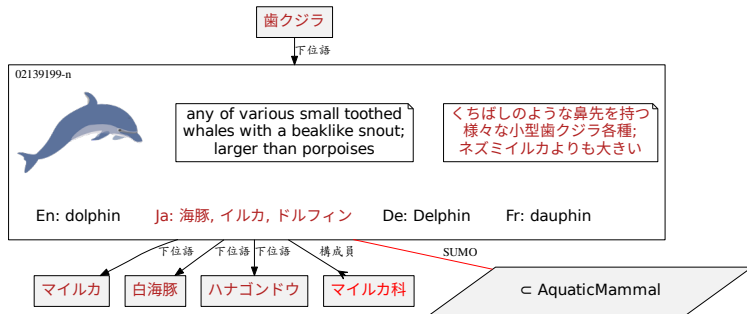 歯クジラ
下位語
02139199-n
any of various small toothed
whales with a beaklike snout;
larger than porpoises
くちばしのような鼻先を持つ
様々な小型歯クジラ各種;
ネズミイルカよりも大きい
En: dolphin
Ja: 海豚, イルカ, ドルフィン
De: Delphin
Fr: dauphin
下位語
下位語
下位語
構成員
SUMO
マイルカ
白海豚
ハナゴンドウ
マイルカ科
⊂ AquaticMammal